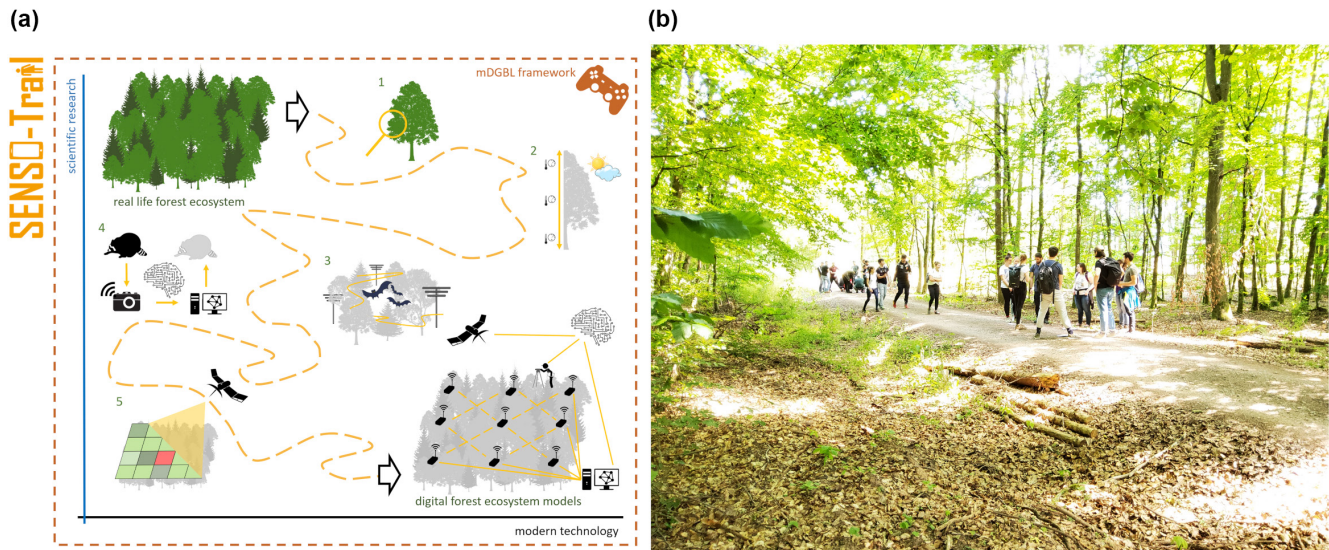 (a)
(b)
SENSO-Trail
scientific research
mDGBL framework
1
real life forest ecosystem
2
4
3
5
digital forest ecosystem models
modern technology